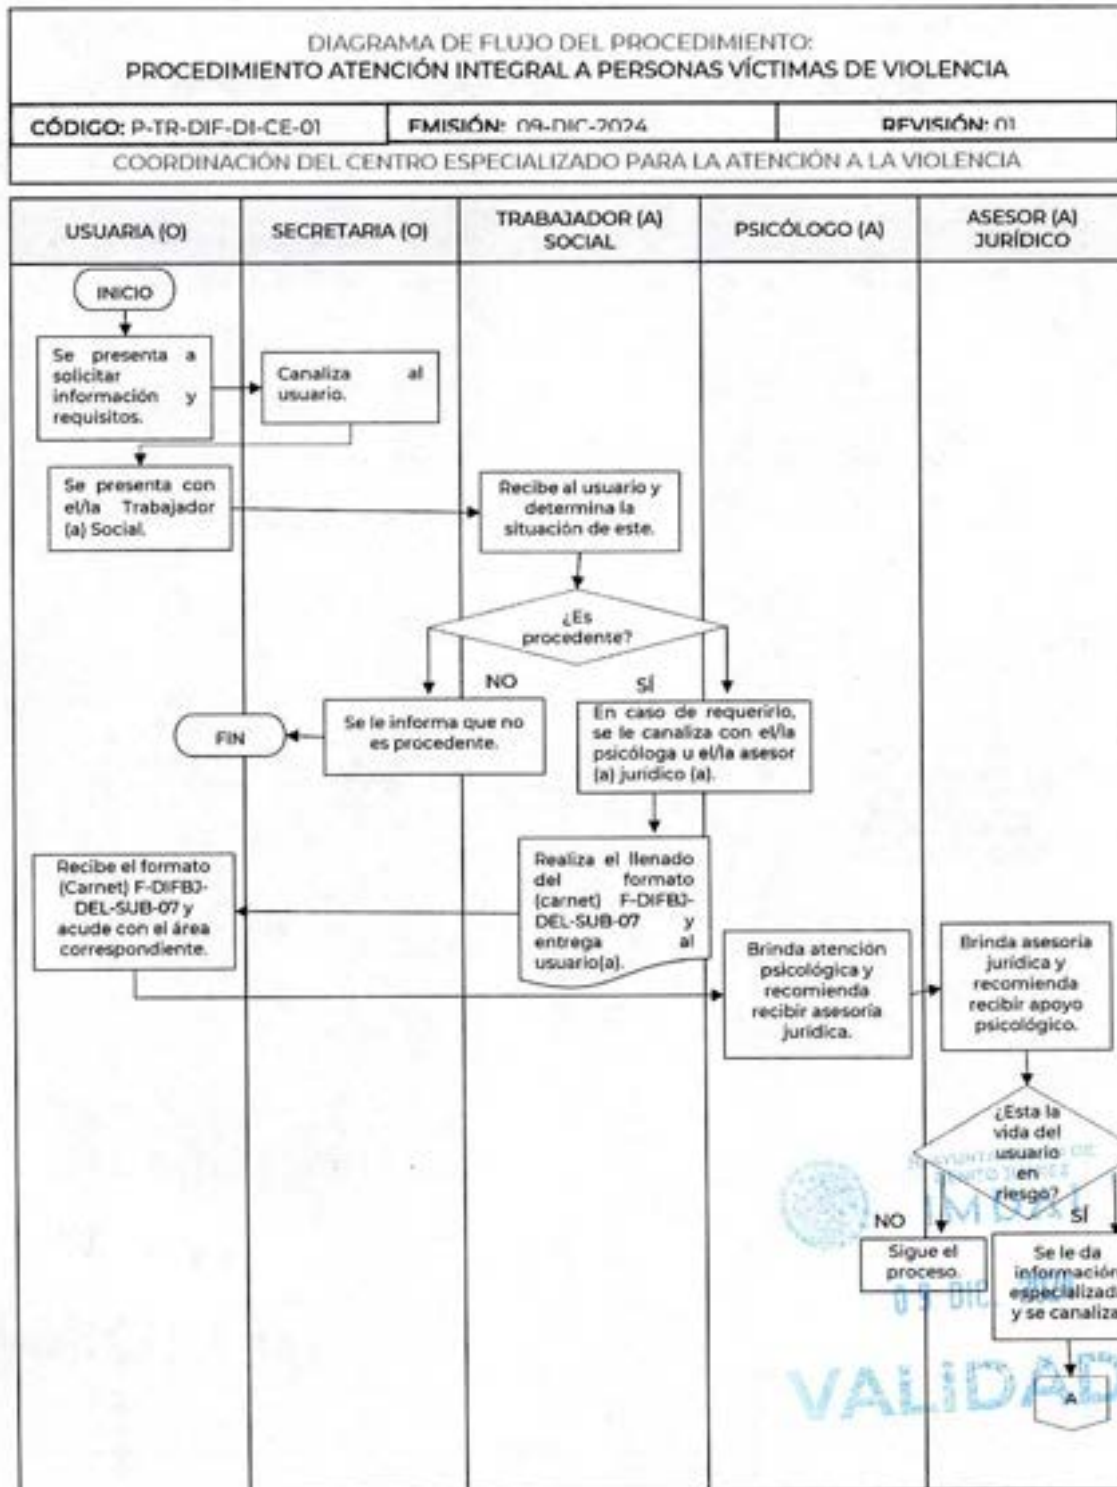 DIAGRAMA DE FLUJO DEL PROCEDIMIENTO:
PROCEDIMIENTO ATENCIÓN INTEGRAL A PERSONAS VÍCTIMAS DE VIOLENCIA
CÓDIGO: P-TR-DIF-DI-CE-01
EMISIÓN: 09-DIC-2024
REVISIÓN: 01
COORDINACIÓN DEL CENTRO ESPECIALIZADO PARA LA ATENCIÓN A LA VIOLENCIA
USUARIA (O)
SECRETARIA (O)
TRABAJADOR (A)
SOCIAL
PSICÓLOGO (A)
ASESOR (A)
JURÍDICO
INICIO
Se presenta a
solicitar
información y
requisitos.
Canaliza al
usuario.
Se presenta con
el/la Trabajador
(a) Social.
Recibe al usuario y
determina la
situación de este.
¿Es
procedente?
NO
SÍ
Se le informa que no
es procedente.
FIN
En caso de requerirlo,
se le canaliza con el/la
psicóloga u el/la asesor
(a) jurídico (a).
Realiza el llenado
del formato
(carnet) F-DIFBJ-
DEL-SUB-07 y
entrega al
usuario(a).
Recibe el formato
(Carnet) F-DIFBJ-
DEL-SUB-07 y
acude con el área
correspondiente.
Brinda atención
psicológica y
recomienda
recibir asesoría
jurídica.
Brinda asesoría
jurídica y
recomienda
recibir apoyo
psicológico.
¿Esta la
vida del
usuario
en
riesgo?
NO
SÍ
Sigue el
proceso.
Se le da
información
especializad
y se canaliza
A
09 DIC.
VALIDAD